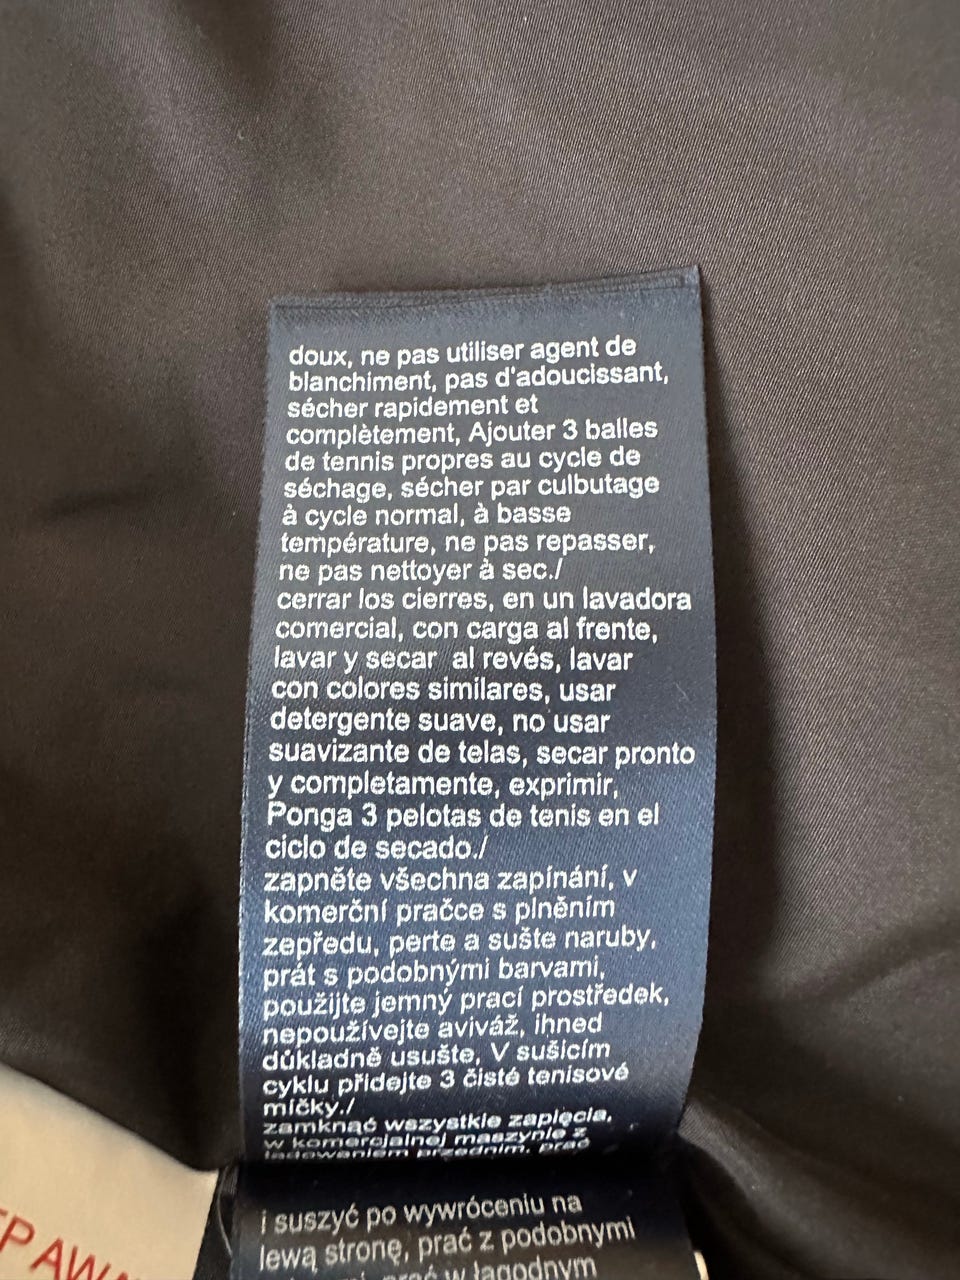 doux, ne pas utiliser agent de
blanchiment, pas d'adoucissant,
sécher rapidement et
complètement, Ajouter 3 balles
de tennis propres au cycle de
séchage, sécher par culbutage
à cycle normal, à basse
température, ne pas repasser,
ne pas nettoyer à sec./
cerrar los cierres, en un lavadora
comercial, con carga al frente,
lavar y secar al revés, lavar
con colores similares, usar
detergente suave, no usar
suavizante de telas, secar pronto
y completamente, exprimir,
Ponga 3 pelotas de tenis en el
ciclo de secado./
zapněte všechna zapínání, v
komerční pračce s plněním
zepředu, perte a sušte naruby,
prát s podobnými barvami,
použijte jemný prací prostředek,
nepoužívejte aviváž, ihned
důkladně usušte, V sušicím
cyklu přidejte 3 čisté tenisové
míčky./
zamknąć wszystkie zapięcia,
w komercjalnej maszynie z
ładowaniem przednim, prać
i suszyć po wywróceniu na
lewą stronę, prać z podobnymi
prać w łagodnym